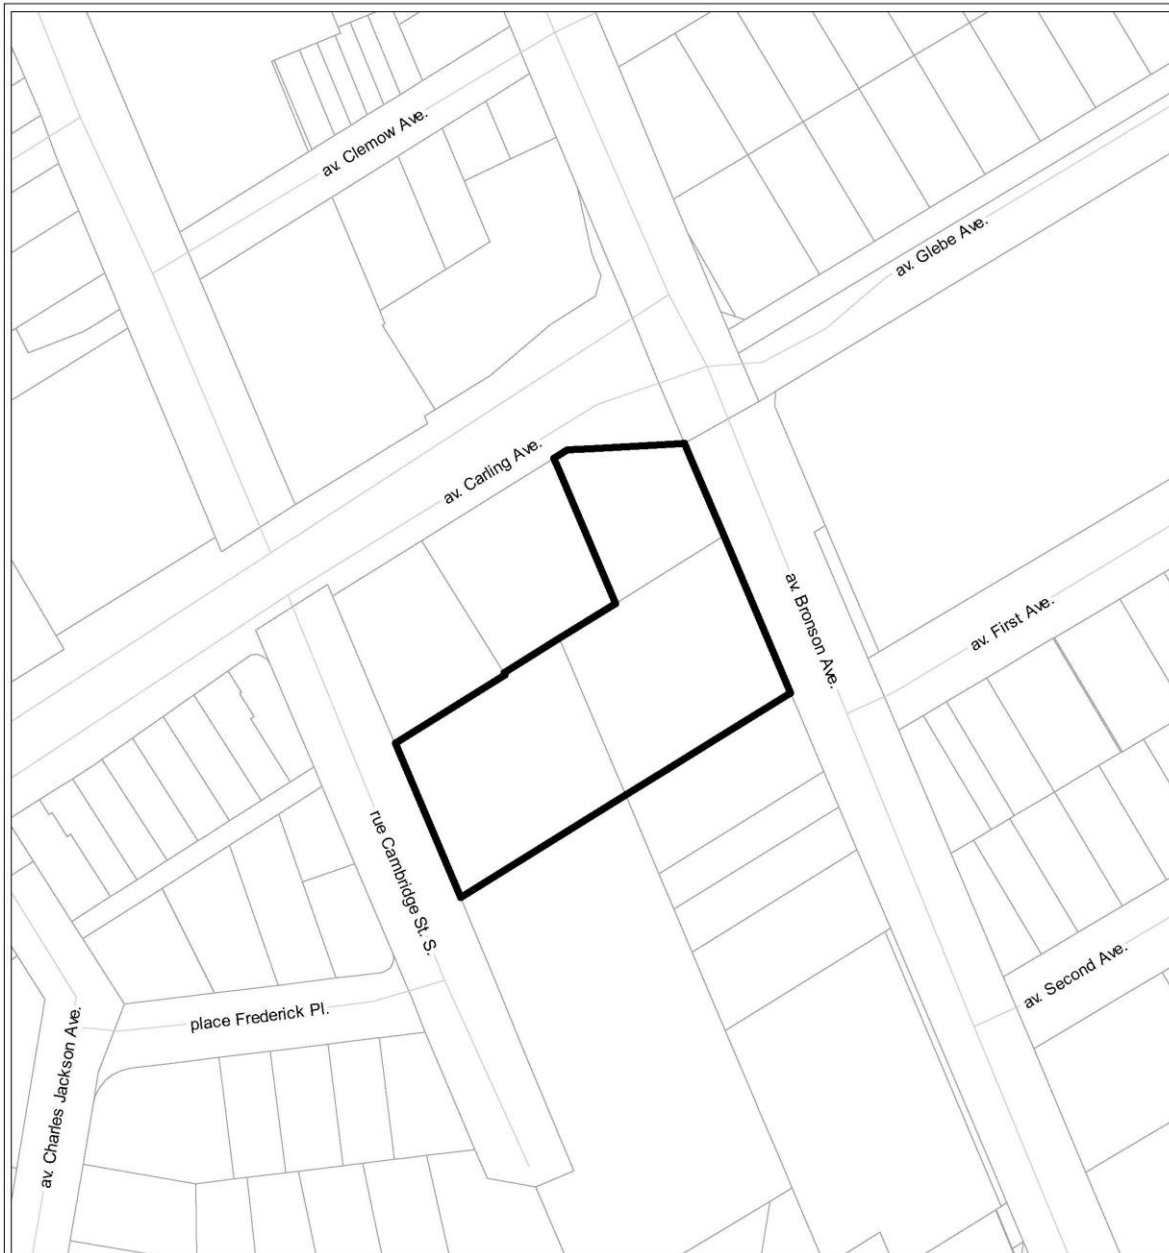 av. Clemow Ave.
av. Glebe Ave.
av. Carling Ave.
av. Bronson Ave.
av. First Ave.
rue Cambridge St. S.
av. Second Ave.
place Frederick Pl.
av. Charles Jackson Ave.